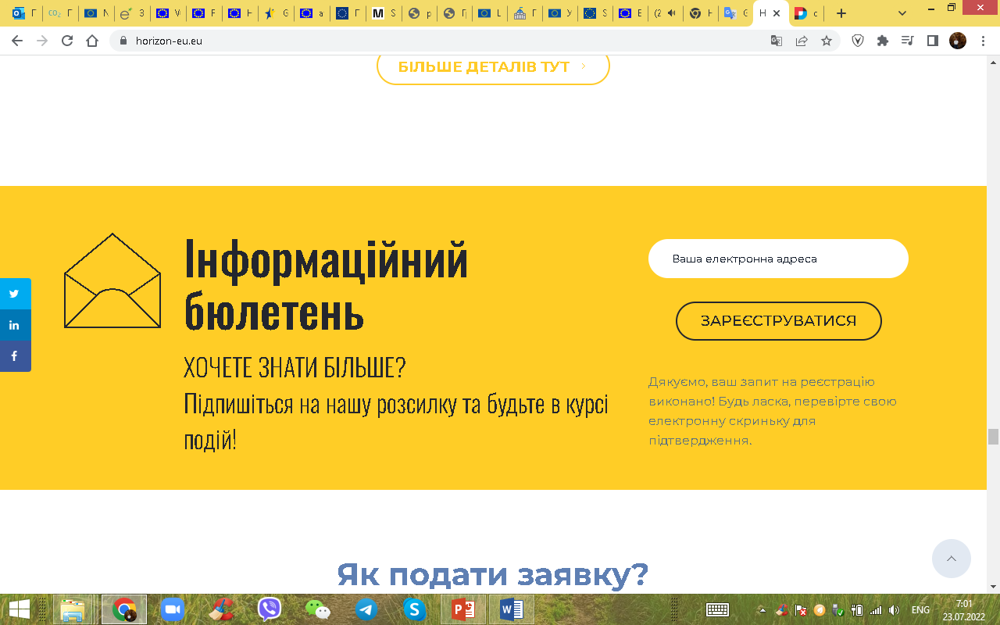 horizon-eu.eu
БІЛЬШЕ ДЕТАЛІВ ТУТ
Інформаційний
бюлетень
ХОЧЕТЕ ЗНАТИ БІЛЬШЕ?
Підпишіться на нашу розсилку та будьте в курсі
подій!
Ваша електронна адреса
ЗАРЕЄСТРУВАТИСЯ
Дякуємо, ваш запит на реєстрацію
виконано! Будь ласка, перевірте свою
електронну скриньку для
підтвердження.
Як подати заявку?
ENG
7:01
23.07.2022